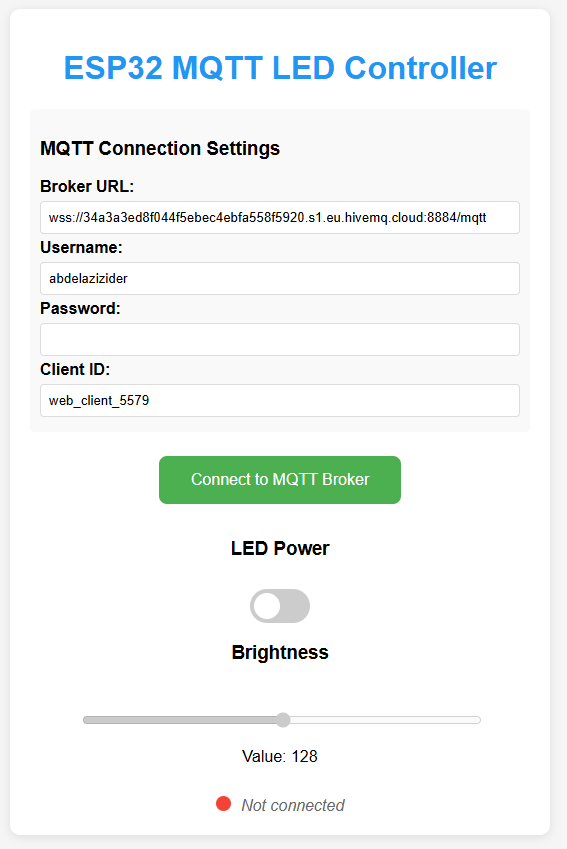 ESP32 MQTT LED Controller
MQTT Connection Settings
Broker URL:
wss://34a3a3ed8f044f5ebec4ebfa558f5920.s1.eu.hivemq.cloud:8884/mqtt
Username:
abdelazizider
Password:
Client ID:
web_client_5579
Connect to MQTT Broker
LED Power
Brightness
Value: 128
Not connected